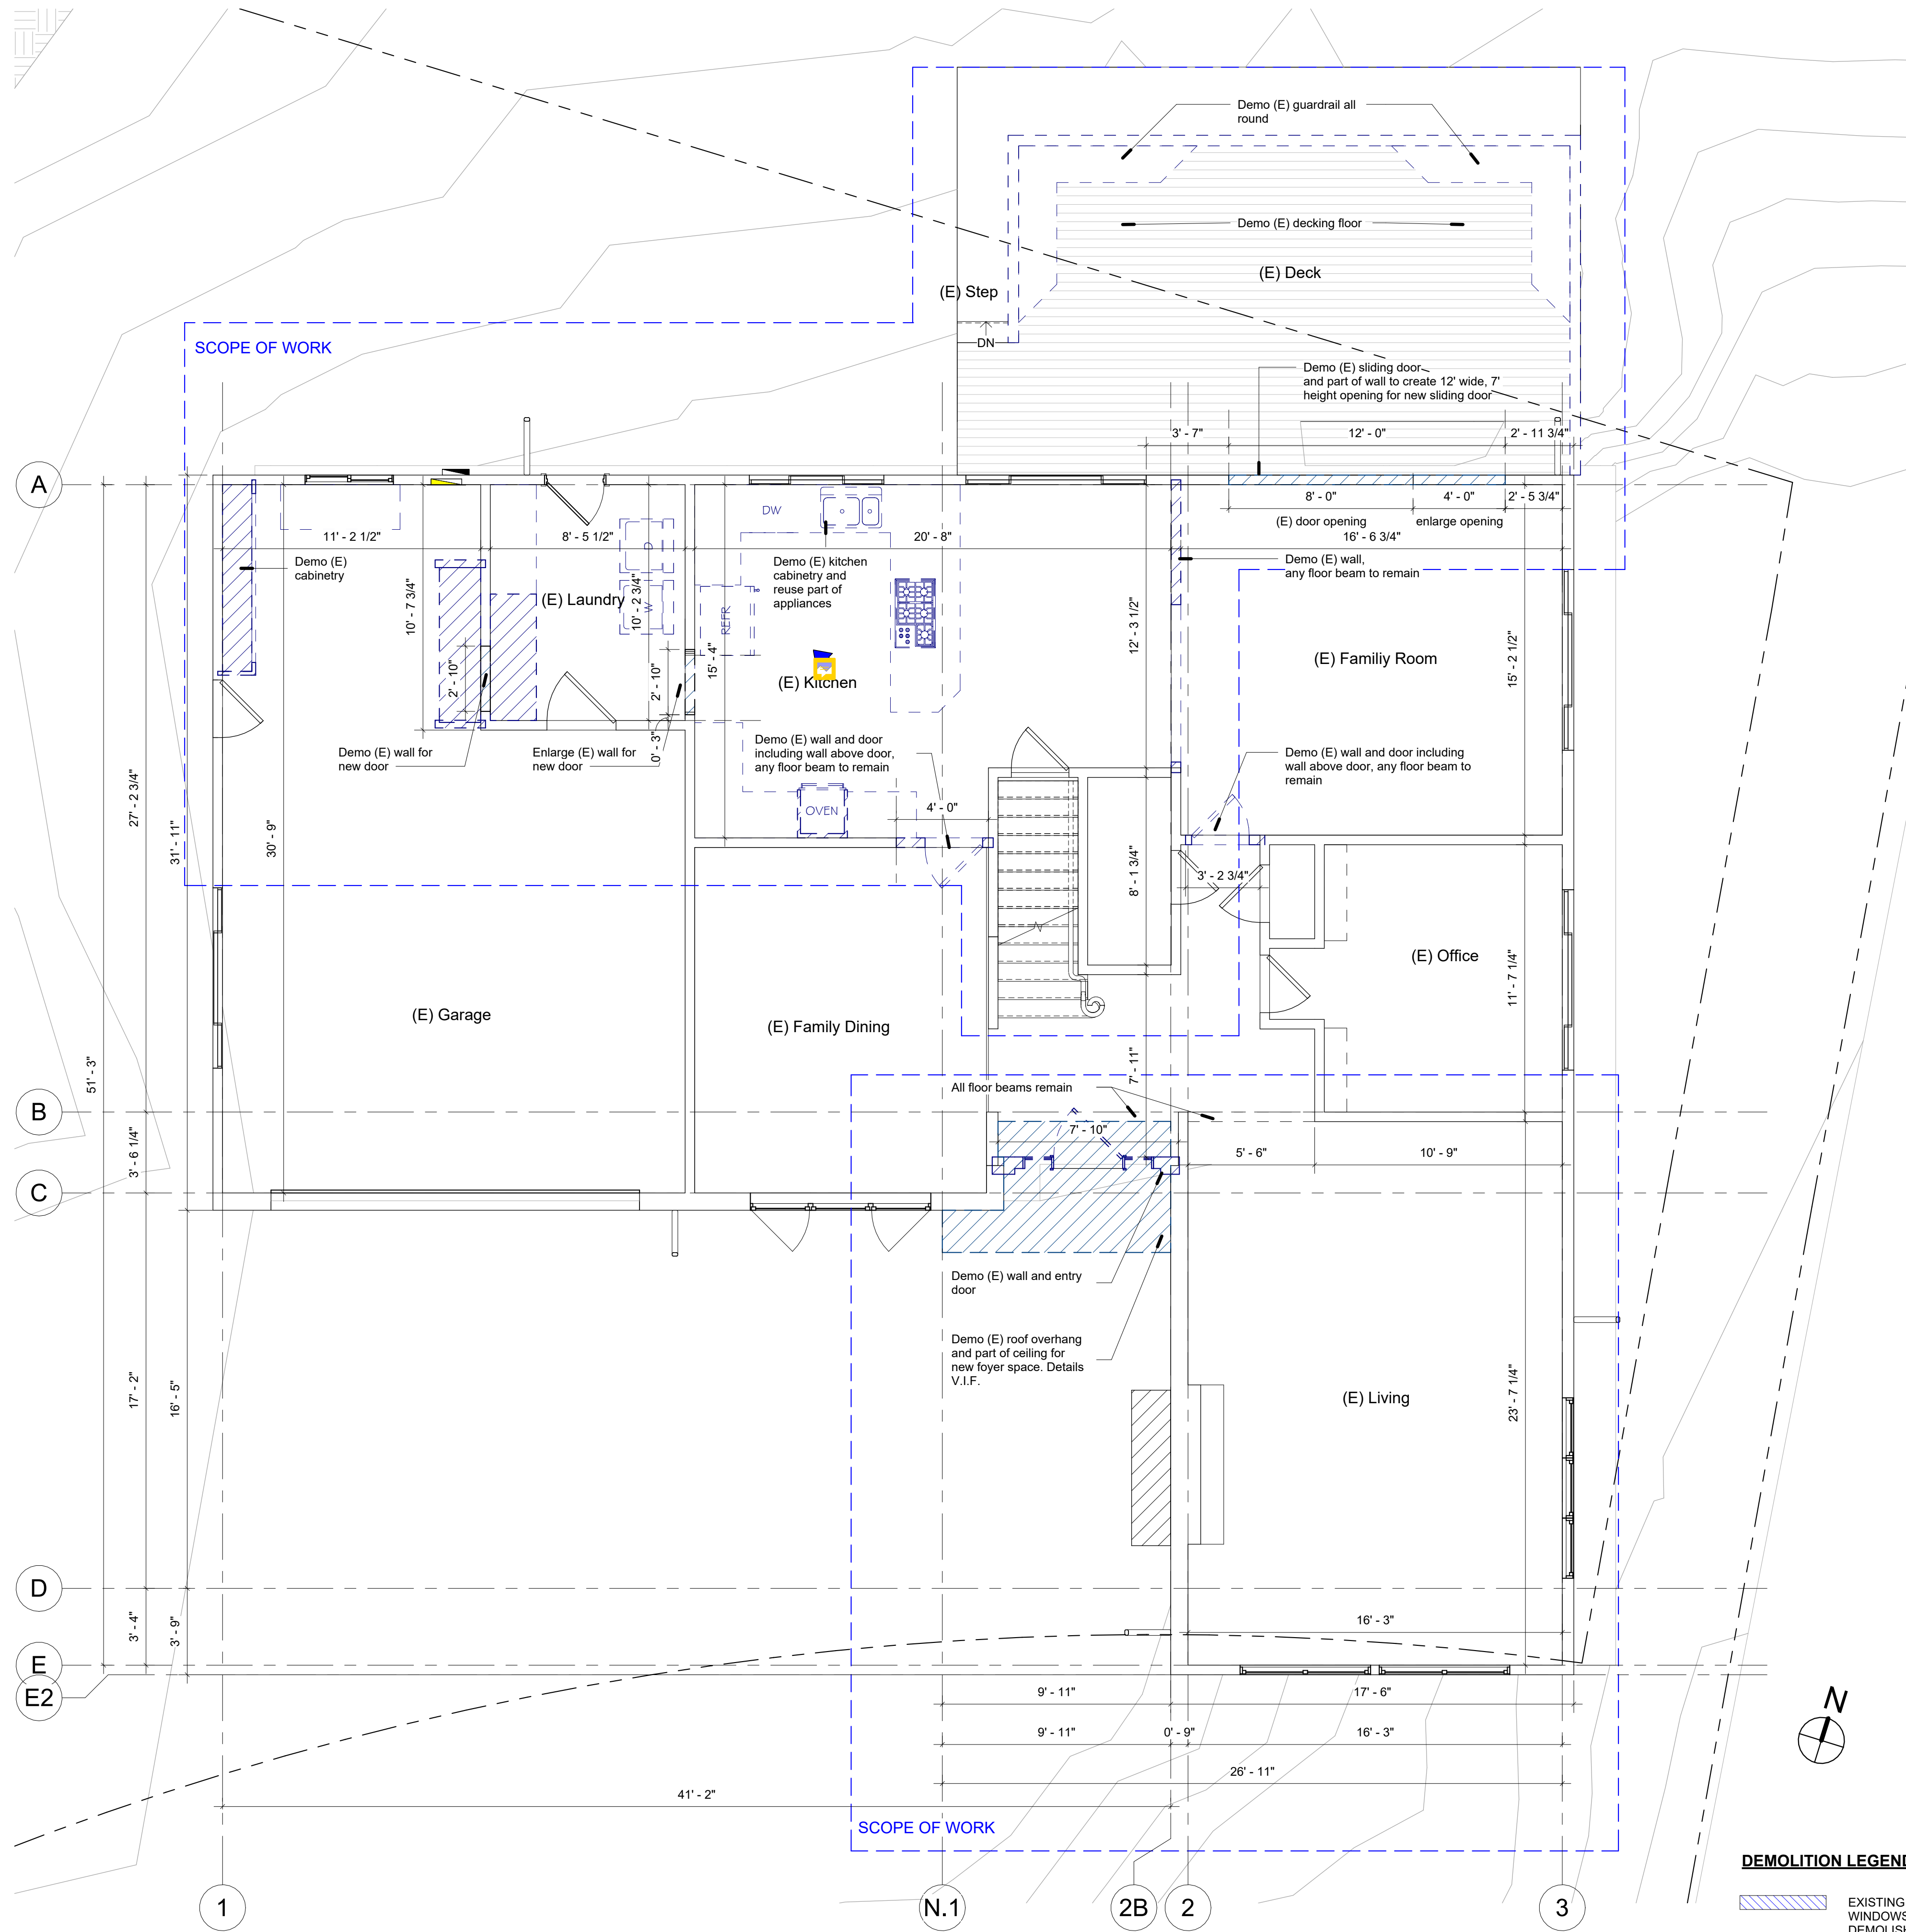 Demo (E) guardrail all
round
Demo (E) decking floor
(E) Deck
(E) Step
DN
SCOPE OF WORK
Demo (E) sliding door
and part of wall to create 12' wide, 7'
height opening for new sliding door
3' - 7"
12' - 0"
2' - 11 3/4"
A
8' - 0"
4' - 0"
2' - 5 3/4"
(E) door opening
enlarge opening
11' - 2 1/2"
8' - 5 1/2"
20' - 8"
16' - 6 3/4"
DW
D
W
REFR
Demo (E)
cabinetry
Demo (E) kitchen
cabinetry and
reuse part of
appliances
Demo (E) wall,
any floor beam to remain
(E) Laundry
10' - 7 3/4"
10' - 2 3/4"
2' - 10"
2' - 10"
15' - 4"
12' - 3 1/2"
15' - 2 1/2"
(E) Kitchen
(E) Familiy Room
Demo (E) wall for
new door
Enlarge (E) wall for
new door
0' - 3"
Demo (E) wall and door
including wall above door,
any floor beam to remain
Demo (E) wall and door including
wall above door, any floor beam to
remain
OVEN
4' - 0"
27' - 2 3/4"
31' - 11"
30' - 9"
8' - 1 3/4"
3' - 2 3/4"
(E) Office
11' - 7 1/4"
(E) Garage
(E) Family Dining
51' - 3"
7' - 11"
All floor beams remain
B
7' - 10"
3' - 6 1/4"
5' - 6"
10' - 9"
C
Demo (E) wall and entry
door
Demo (E) roof overhang
and part of ceiling for
new foyer space. Details
V.I.F.
17' - 2"
16' - 5"
(E) Living
23' - 7 1/4"
D
3' - 4"
3' - 9"
16' - 3"
E
E2
9' - 11"
17' - 6"
N
9' - 11"
0' - 9"
16' - 3"
26' - 11"
41' - 2"
SCOPE OF WORK
DEMOLITION LEGEND
1
N.1
2B
2
3
EXISTING
WINDOWS
DEMOLISH